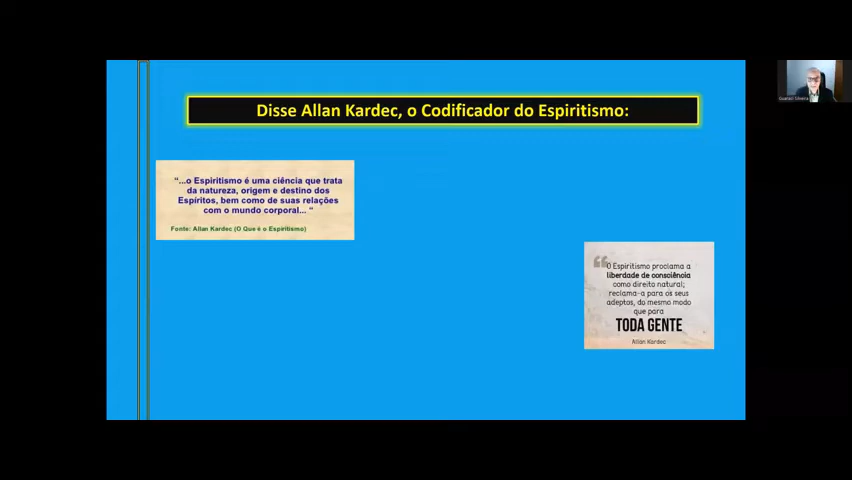 Disse Allan Kardec, o Codificador do Espiritismo:
“...o Espiritismo é uma ciência que trata
da natureza, origem e destino dos
Espíritos, bem como de suas relações
com o mundo corporal... “
Fonte: Allan Kardec (O Que é o Espiritismo)
O Espiritismo proclama a
liberdade de consciência
como direito natural;
reclama-a para os seus
adeptos, do mesmo modo
que para
TODA GENTE
Allan Kardec